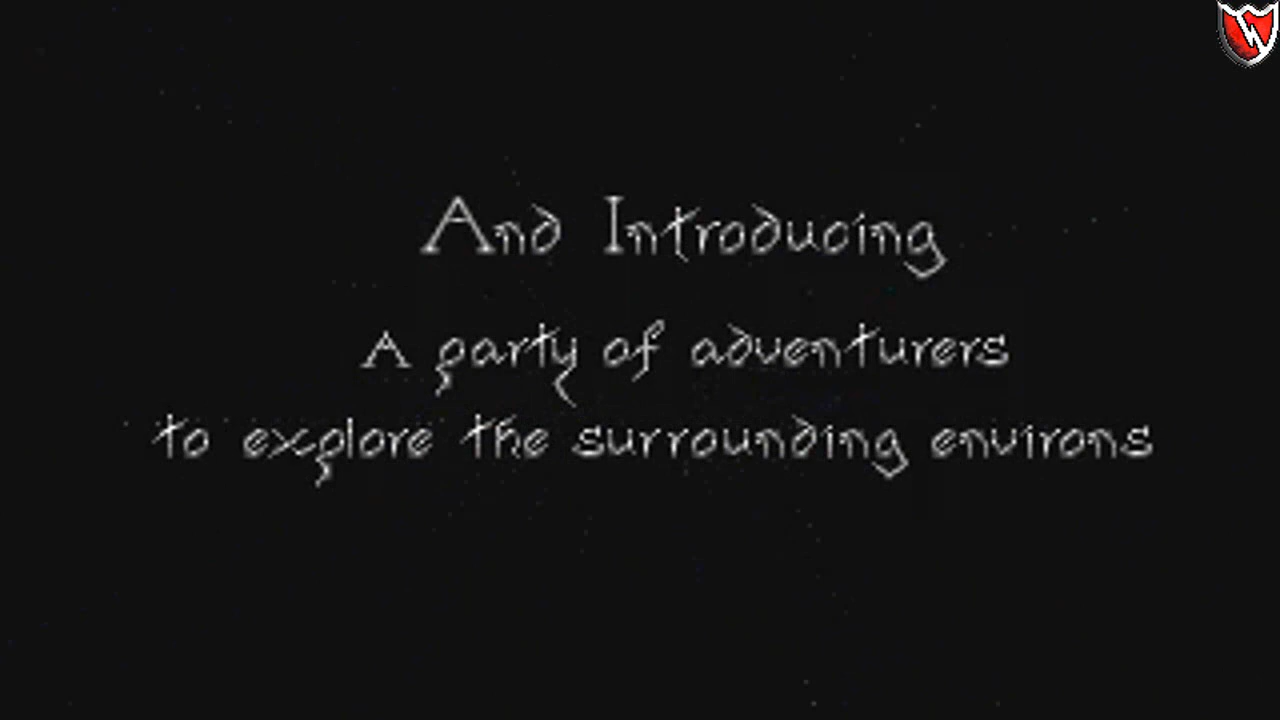 And Introducing
A party of adventurers
to explore the surrounding environs